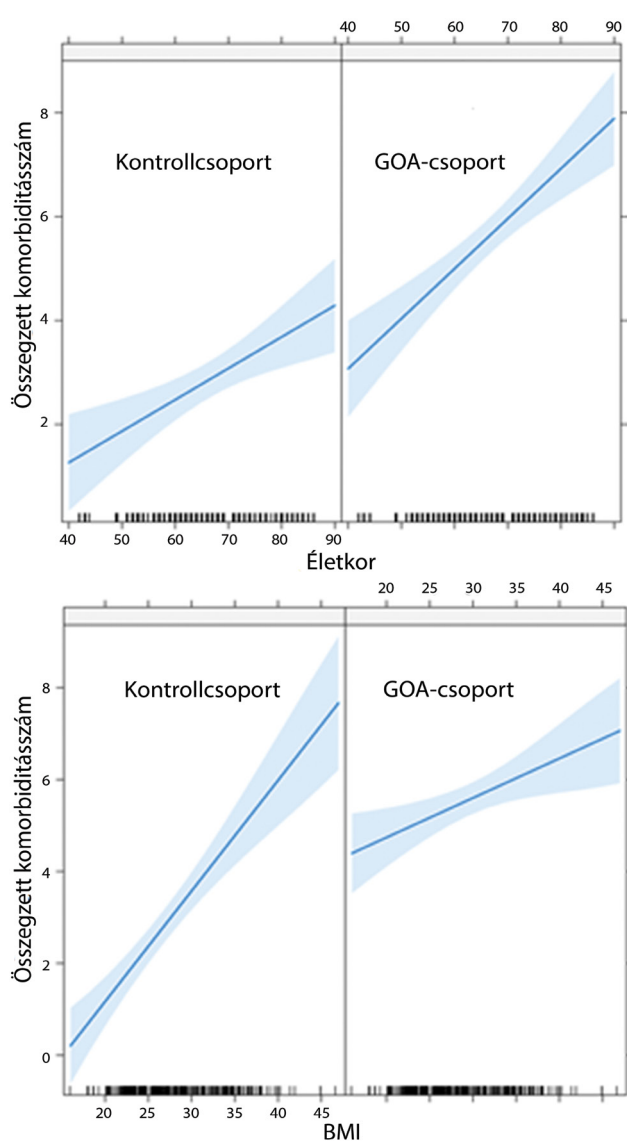 40 50 60 70 80 90
Összegzett komorbiditásszám
8
6
4
2
Kontrollcsoport
GOA-csoport
40 50 60 70 80 90
Életkor
20 25 30 35 40 45
Összegzett komorbiditásszám
8
6
4
2
0
Kontrollcsoport
GOA-csoport
20 25 30 35 40 45
BMI